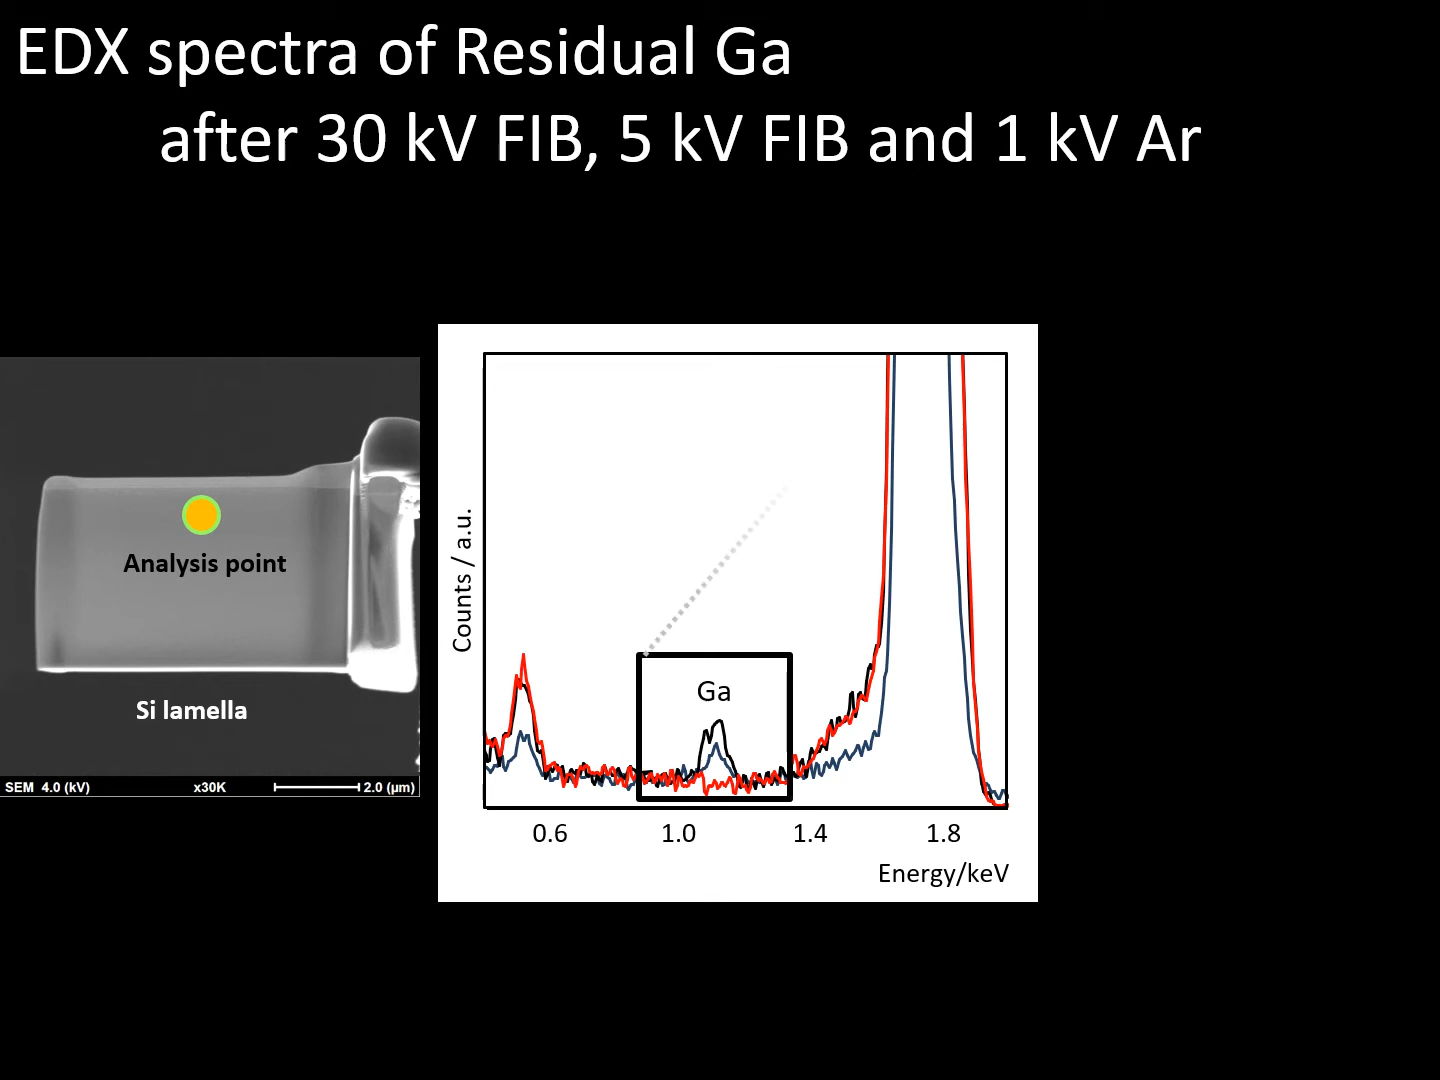 EDX spectra of Residual Ga
after 30 kV FIB, 5 kV FIB and 1 kV Ar
Analysis point
Si lamella
SEM 4.0 (kV) x30K 2.0 (µm)
Counts / a.u.
Ga
0.6 1.0 1.4 1.8
Energy/keV